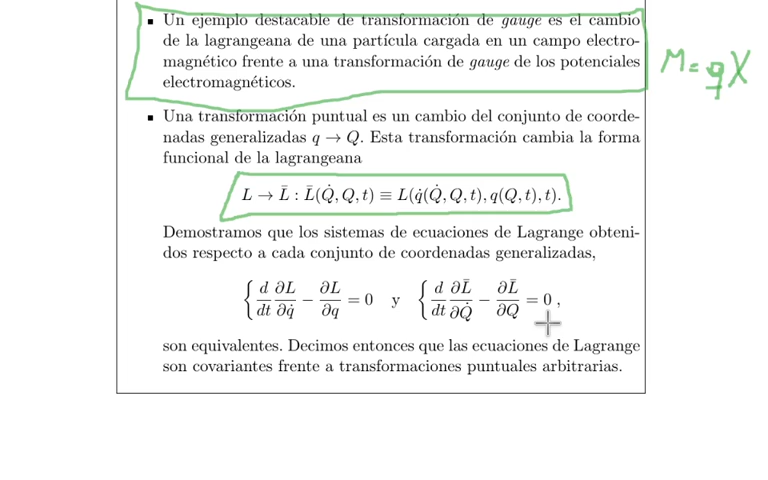 ▪ Un ejemplo destacable de transformación de gauge es el cambio
de la lagrangeana de una partícula cargada en un campo electro-
magnético frente a una transformación de gauge de los potenciales
electromagnéticos.
M = qX
▪ Una transformación puntual es un cambio del conjunto de coorde-
nadas generalizadas q → Q. Esta transformación cambia la forma
funcional de la lagrangeana
L → L̄ : L̄(Q̇, Q, t) ≡ L(q̇(Q̇, Q, t), q(Q, t), t).
Demostramos que los sistemas de ecuaciones de Lagrange obteni-
dos respecto a cada conjunto de coordenadas generalizadas,
{ d/dt ∂L/∂q̇ − ∂L/∂q = 0 y { d/dt ∂L̄/∂Q̇ − ∂L̄/∂Q = 0 ,
son equivalentes. Decimos entonces que las ecuaciones de Lagrange
son covariantes frente a transformaciones puntuales arbitrarias.